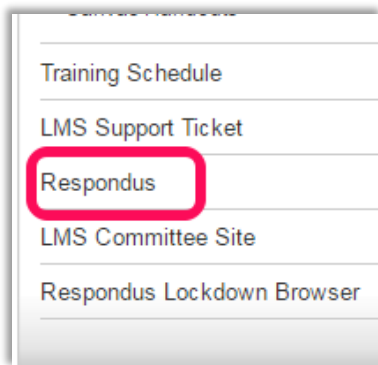 Training Schedule
LMS Support Ticket
Respondus
LMS Committee Site
Respondus Lockdown Browser